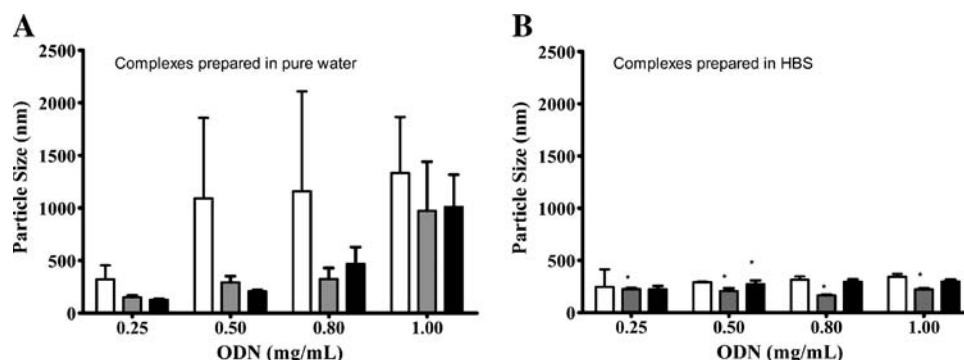 A
Complexes prepared in pure water
Particle Size (nm)
2500
2000
1500
1000
500
0
0.25 0.50 0.80 1.00
ODN (mg/mL)
B
Complexes prepared in HBS
Particle Size (nm)
2500
2000
1500
1000
500
0
* * * * *
0.25 0.50 0.80 1.00
ODN (mg/mL)